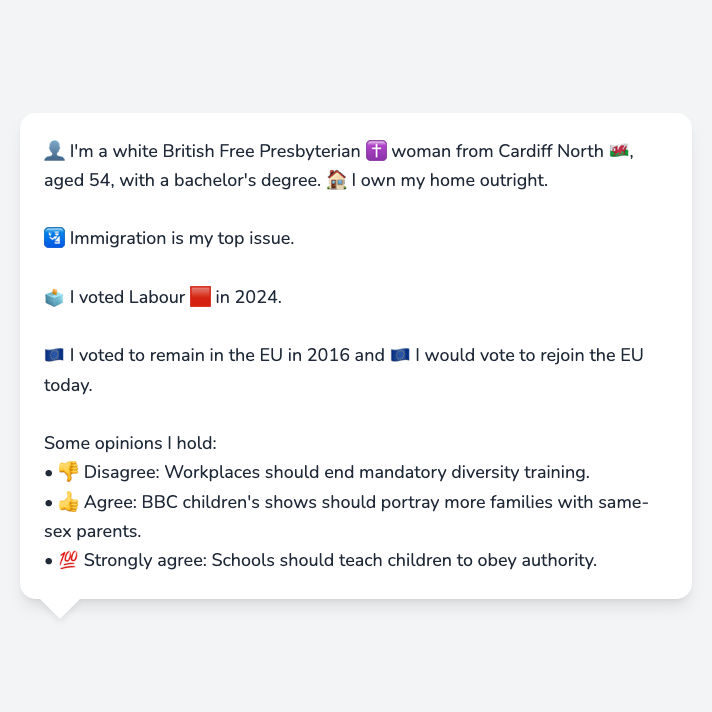 👤 I'm a white British Free Presbyterian ✝️ woman from Cardiff North 🏴󠁧󠁢󠁷󠁬󠁳󠁿,
aged 54, with a bachelor's degree. 🏠 I own my home outright.
🛂 Immigration is my top issue.
🗳️ I voted Labour 🟥 in 2024.
🇪🇺 I voted to remain in the EU in 2016 and 🇪🇺 I would vote to rejoin the EU
today.
Some opinions I hold:
• 👎 Disagree: Workplaces should end mandatory diversity training.
• 👍 Agree: BBC children's shows should portray more families with same-
sex parents.
• 💯 Strongly agree: Schools should teach children to obey authority.